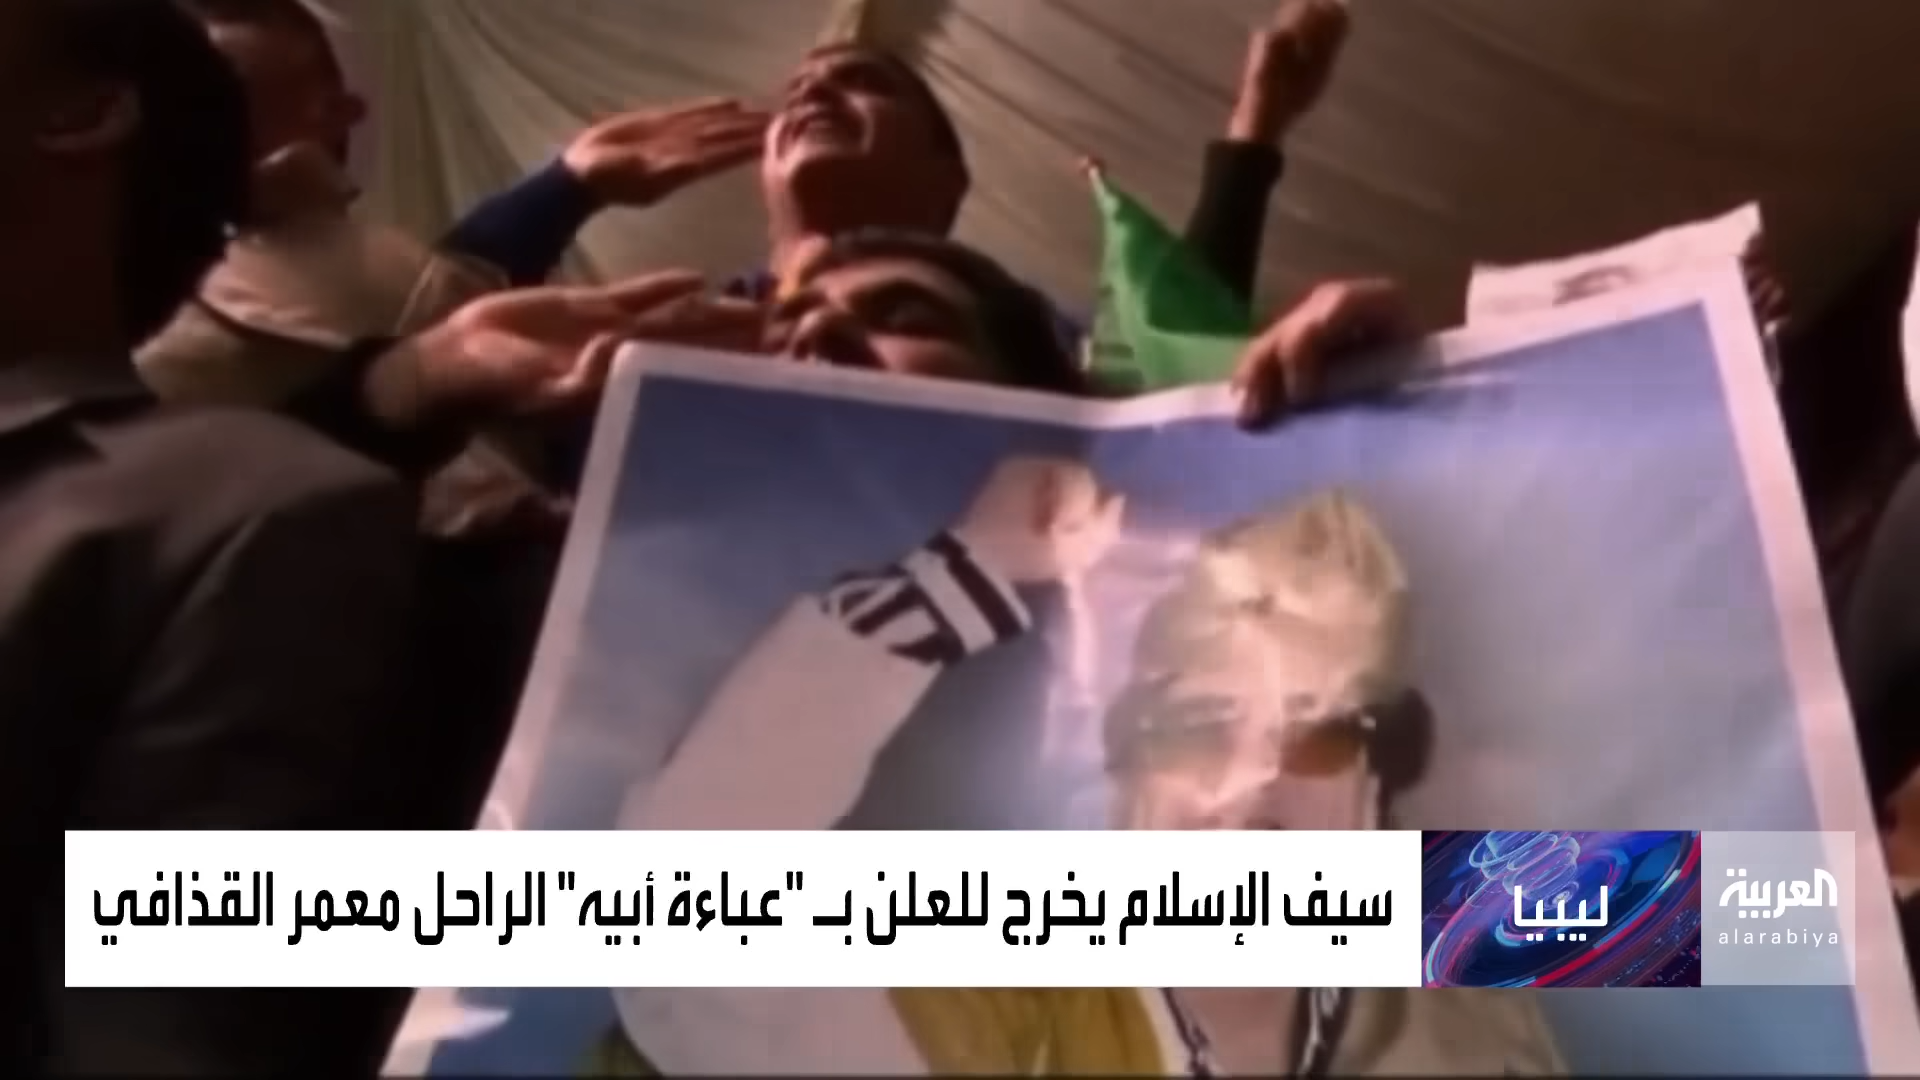 سيف الإسلام يخرج للعلن بـ "عباءة أبيه" الراحل معمر القذافي
ليبيا
العربية
alarabiya